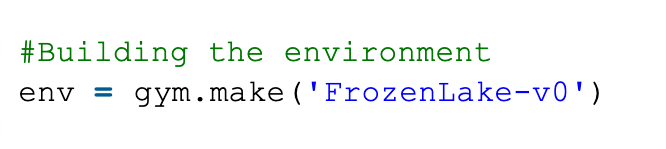 #Building the environment
env = gym.make('FrozenLake-v0')